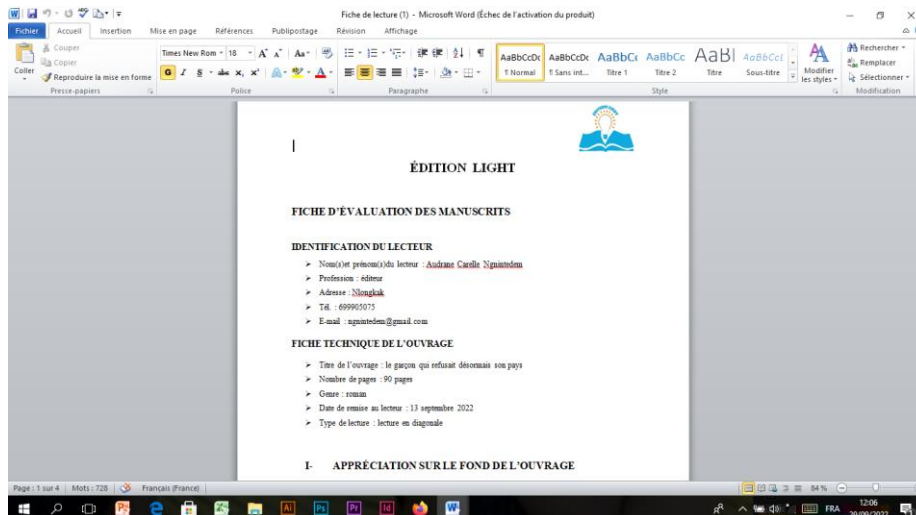 Fiche de lecture (1) - Microsoft Word (Échec de l'activation du produit)
Fichier Accueil Insertion Mise en page Références Publipostage Révision Affichage
Coller
Couper
Copier
Reproduire la mise en forme
Presse-papiers
Times New Rom 18
G I S abc x, x'
Police
Paragraphe
AaBbCcDc AaBbCcDc AaBbCc AaBbCc AaBl AaBbCcL
¶ Normal ¶ Sans int... Titre 1 Titre 2 Titre Sous-titre
Modifier les styles
Style
Rechercher
Remplacer
Sélectionner
Modification
ÉDITION LIGHT
FICHE D'ÉVALUATION DES MANUSCRITS
IDENTIFICATION DU LECTEUR
➢ Nom(s)et prénom(s)du lecteur : Audrane Carelle Ngnintedem
➢ Profession : éditeur
➢ Adresse : Nlongkak
➢ Tél. : 699905075
➢ E-mail : ngnintedem@gmail.com
FICHE TECHNIQUE DE L'OUVRAGE
➢ Titre de l'ouvrage : le garçon qui refusait désormais son pays
➢ Nombre de pages : 90 pages
➢ Genre : roman
➢ Date de remise au lecteur : 13 septembre 2022
➢ Type de lecture : lecture en diagonale
I- APPRÉCIATION SUR LE FOND DE L'OUVRAGE
Page : 1 sur 4 Mots : 728 Français (France) 84%
FRA 12:06
29/09/2022